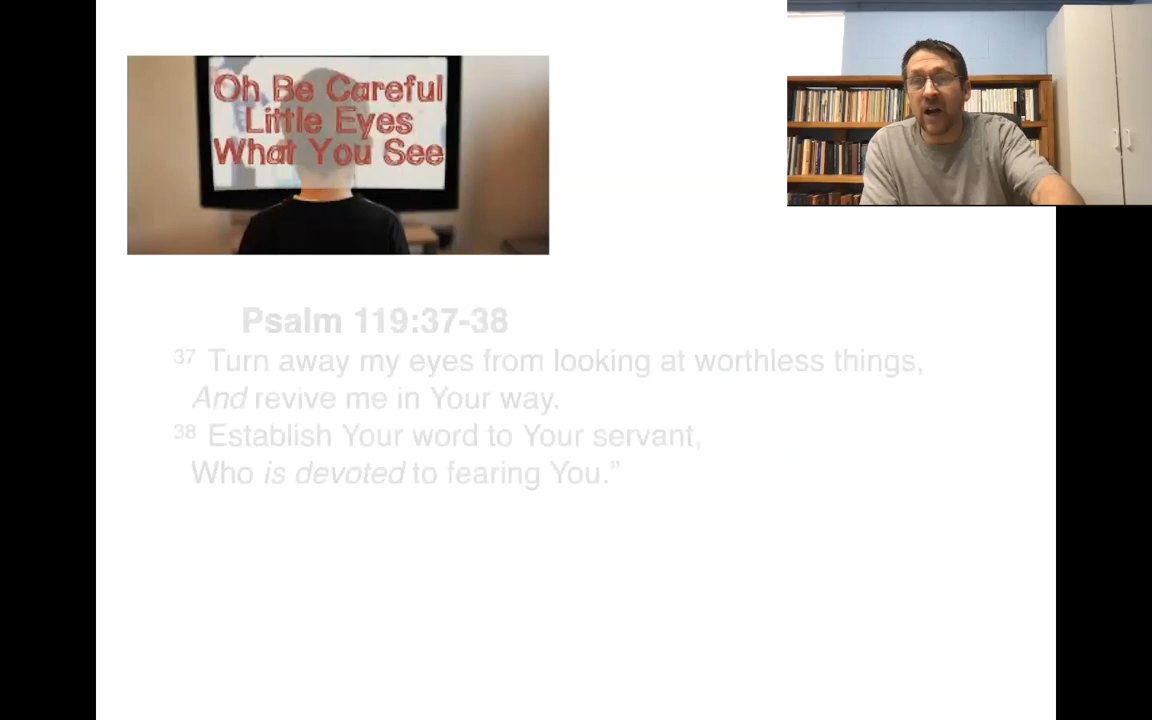 Oh Be Careful
Little Eyes
What You See
Psalm 119:37-38
37 Turn away my eyes from looking at worthless things,
And revive me in Your way.
38 Establish Your word to Your servant,
Who is devoted to fearing You.”